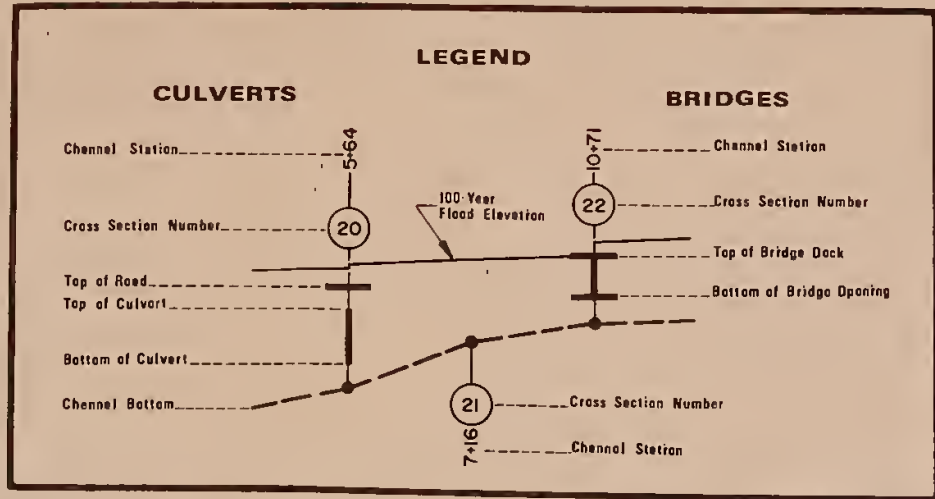 LEGEND
CULVERTS
BRIDGES
Channel Station
5+64
10+71
Channel Station
Cross Section Number
20
100-Year
Flood Elevation
22
Cross Section Number
Top of Road
Top of Culvert
Top of Bridge Deck
Bottom of Bridge Opening
Bottom of Culvert
Channel Bottom
21
Cross Section Number
7+16
Channel Station